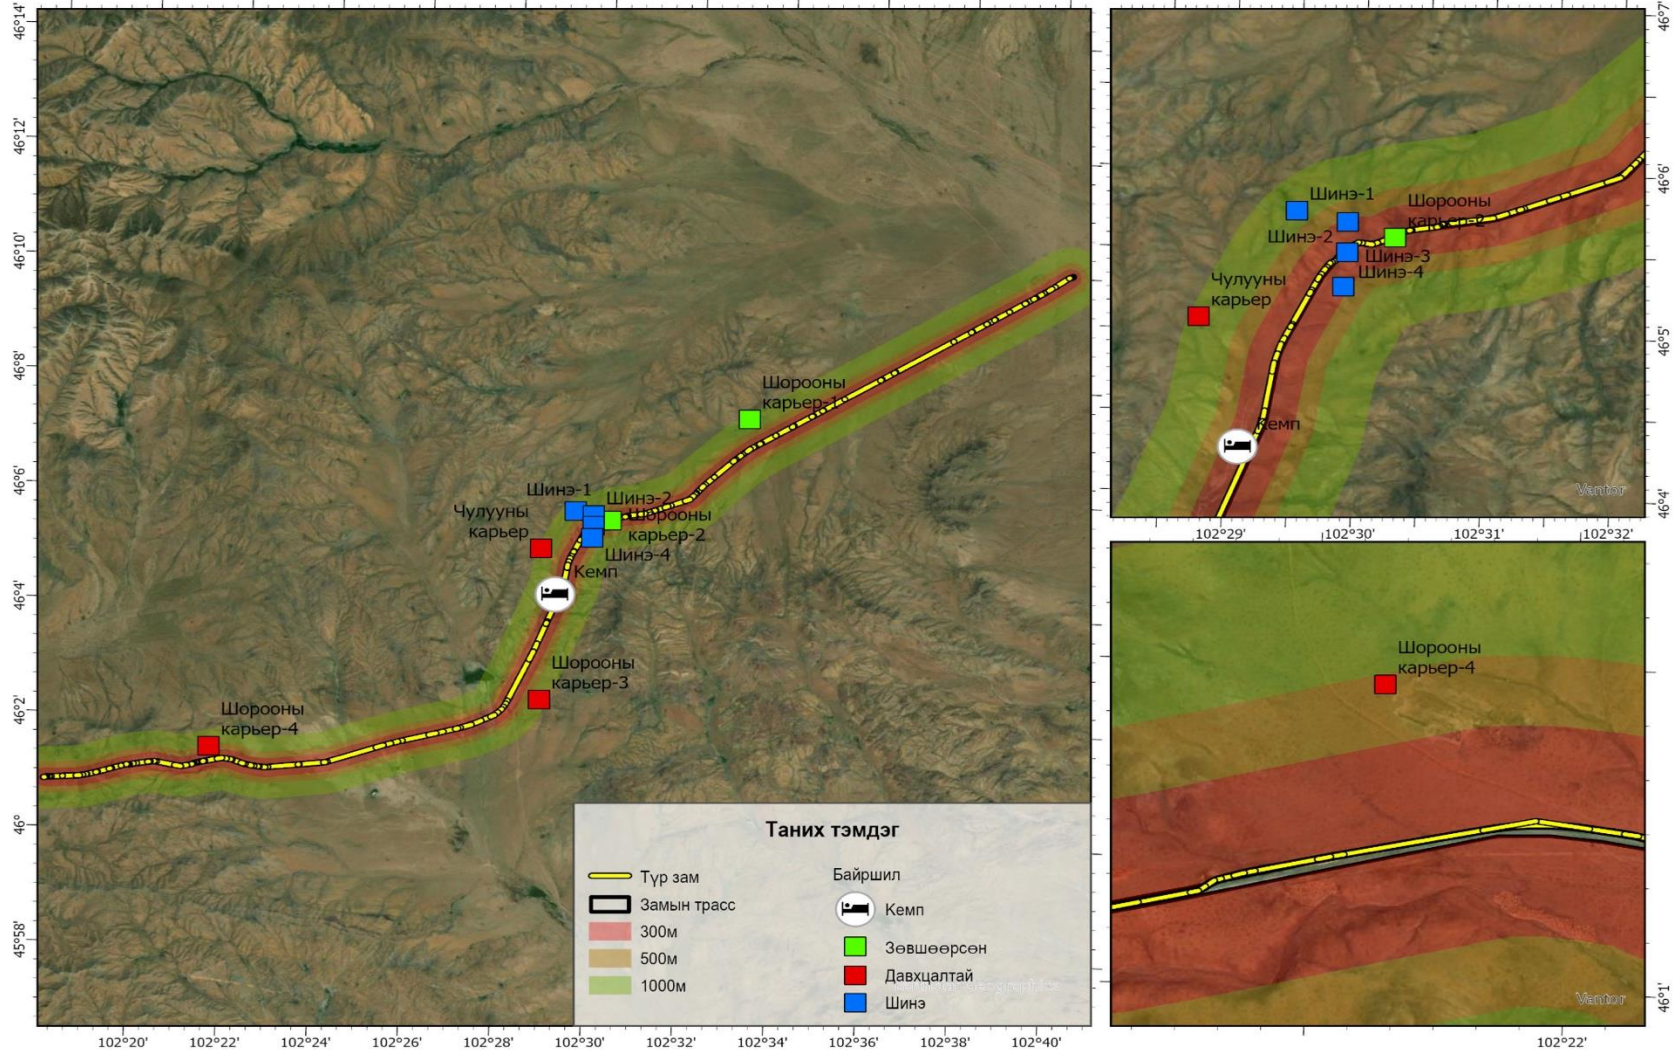 46°14'
46°12'
46°10'
46°8'
46°6'
46°4'
46°2'
46°
45°58'
102°20'
102°22'
102°24'
102°26'
102°28'
102°30'
102°32'
102°34'
102°36'
102°38'
102°40'
Шорооны
карьер-1
Шинэ-1
Шинэ-2
Чулууны
карьер
Шорооны
карьер-2
Шинэ-4
Кемп
Шорооны
карьер-3
Шорооны
карьер-4
Таних тэмдэг
Түр зам
Замын трасс
300м
500м
1000м
Байршил
Кемп
Зөвшөөрсөн
Давхцалтай
Шинэ
46°7'
46°6'
46°5'
46°4'
Шинэ-1
Шорооны
карьер-2
Шинэ-2
Шинэ-3
Шинэ-4
Чулууны
карьер
Кемп
Vantor
102°29'
102°30'
102°31'
102°32'
Шорооны
карьер-4
Vantor
46°1'
102°22'